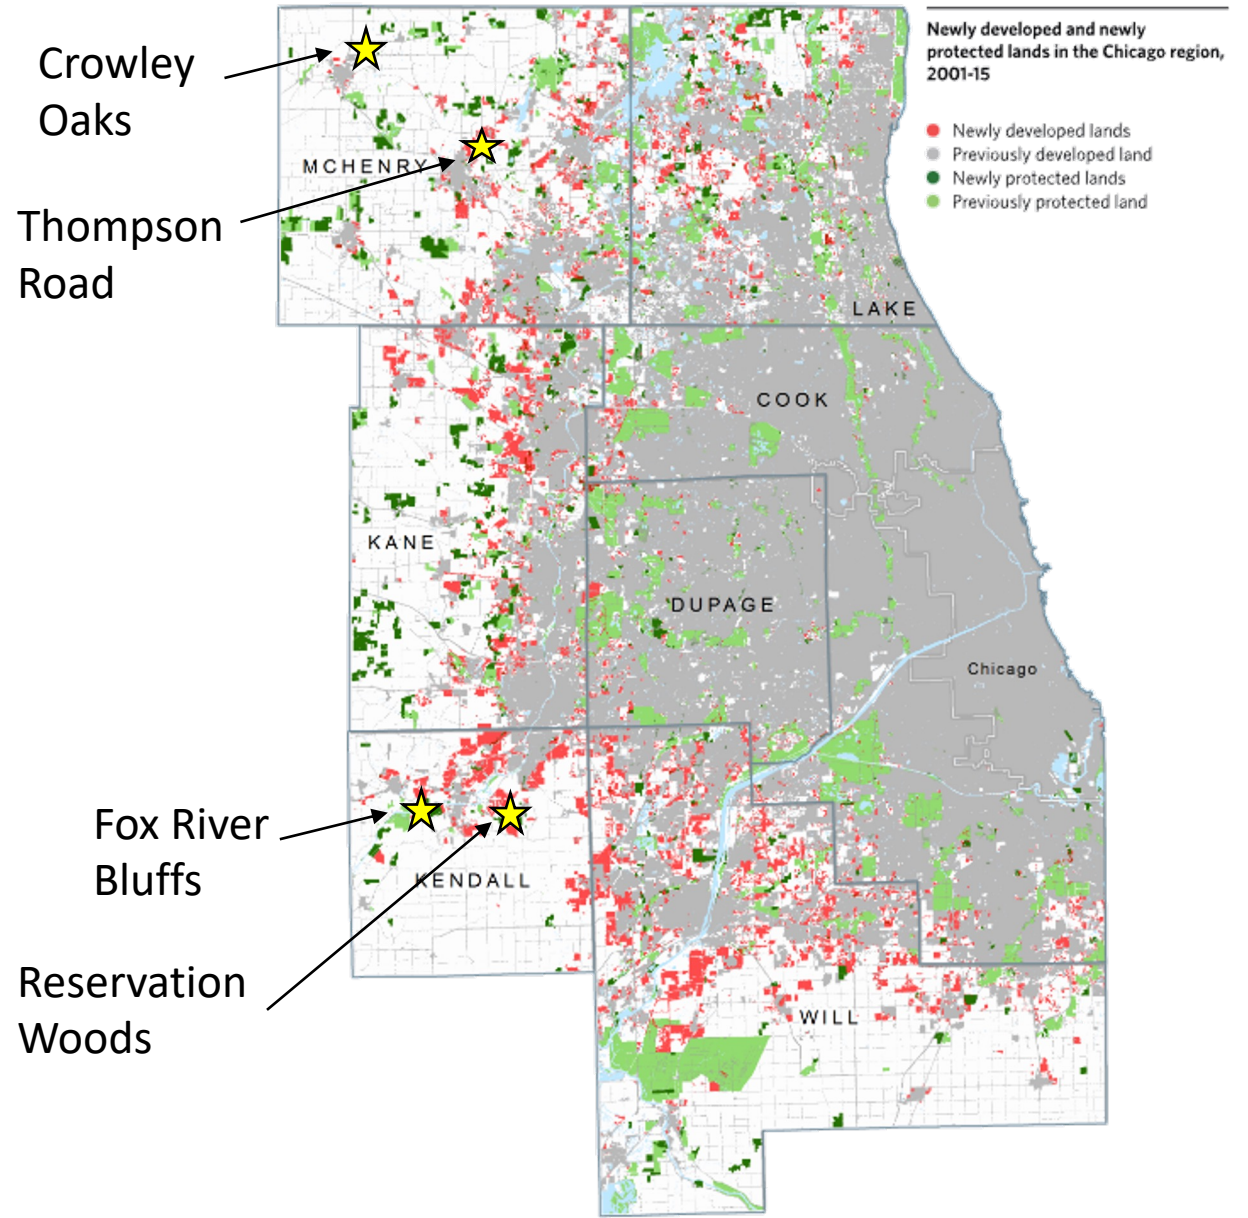 Crowley
Oaks
Thompson
Road
Fox River
Bluffs
Reservation
Woods
Newly developed and newly
protected lands in the Chicago region,
2001-15
Newly developed lands
Previously developed land
Newly protected lands
Previously protected land
MCHENRY
LAKE
COOK
KANE
DUPAGE
Chicago
KENDALL
WILL